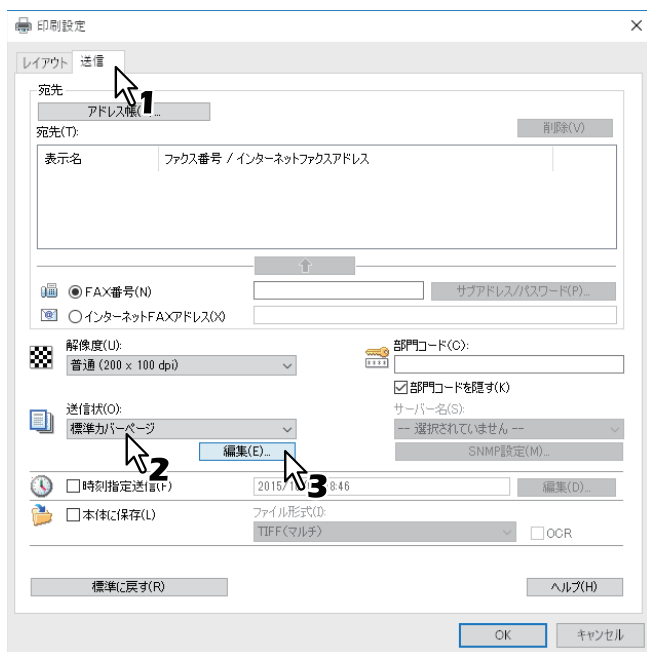 印刷設定
レイアウト 送信
1
宛先
アドレス帳(
宛先(T):
削除(V)
表示名 ファクス番号 / インターネットファクスアドレス
FAX番号(N)
サブアドレス/パスワード(P)...
インターネットFAXアドレス(X)
解像度(U):
普通 (200 x 100 dpi)
部門コード(C):
部門コードを隠す(K)
送信状(O):
標準カバーページ
2
編集(E)...
3
サーバー名(S):
-- 選択されていません --
SNMP設定(M)...
時刻指定送信(F)
2015/1 8:46
編集(D)...
本体に保存(L)
ファイル形式(I):
TIFF(マルチ)
OCR
標準に戻す(R)
ヘルプ(H)
OK
キャンセル